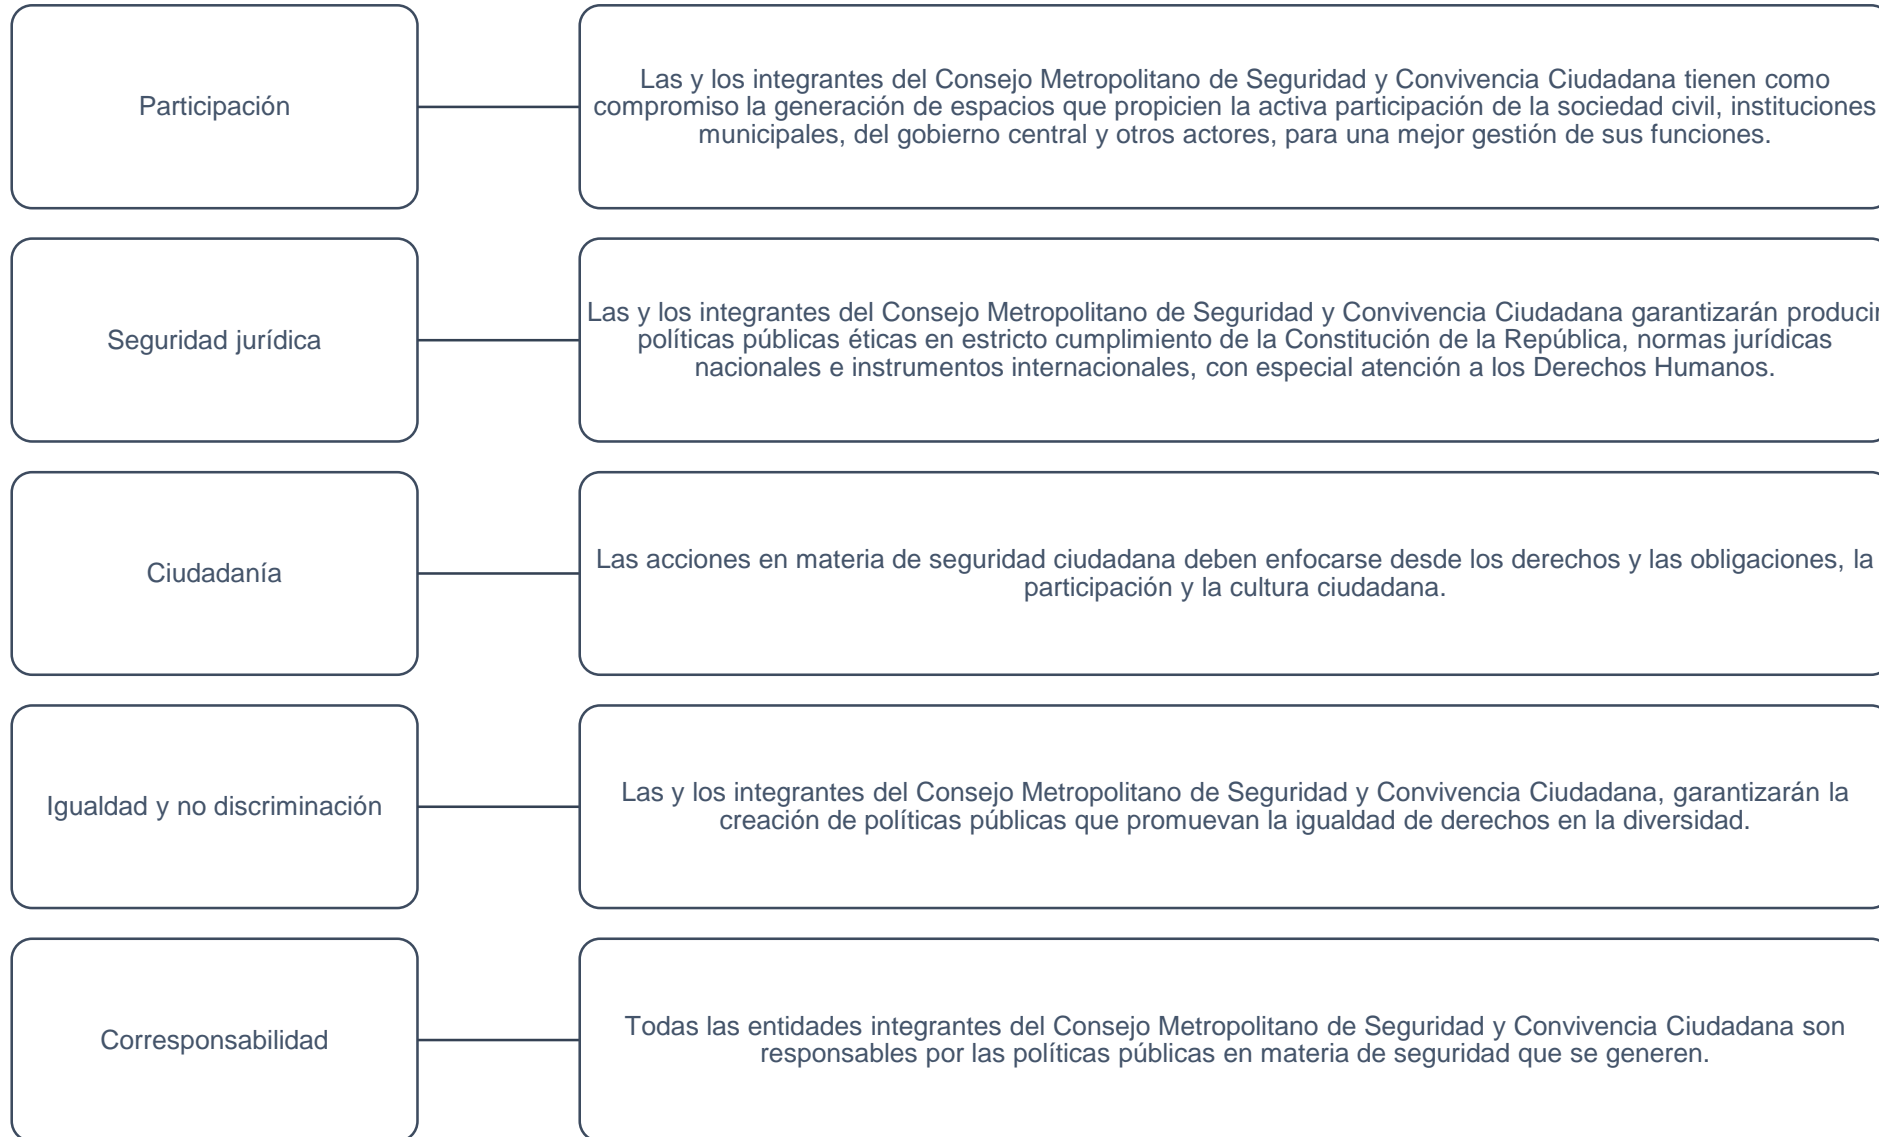 Participación
Las y los integrantes del Consejo Metropolitano de Seguridad y Convivencia Ciudadana tienen como
compromiso la generación de espacios que propicien la activa participación de la sociedad civil, instituciones
municipales, del gobierno central y otros actores, para una mejor gestión de sus funciones.
Seguridad jurídica
Las y los integrantes del Consejo Metropolitano de Seguridad y Convivencia Ciudadana garantizarán producir
políticas públicas éticas en estricto cumplimiento de la Constitución de la República, normas jurídicas
nacionales e instrumentos internacionales, con especial atención a los Derechos Humanos.
Ciudadanía
Las acciones en materia de seguridad ciudadana deben enfocarse desde los derechos y las obligaciones, la
participación y la cultura ciudadana.
Igualdad y no discriminación
Las y los integrantes del Consejo Metropolitano de Seguridad y Convivencia Ciudadana, garantizarán la
creación de políticas públicas que promuevan la igualdad de derechos en la diversidad.
Corresponsabilidad
Todas las entidades integrantes del Consejo Metropolitano de Seguridad y Convivencia Ciudadana son
responsables por las políticas públicas en materia de seguridad que se generen.